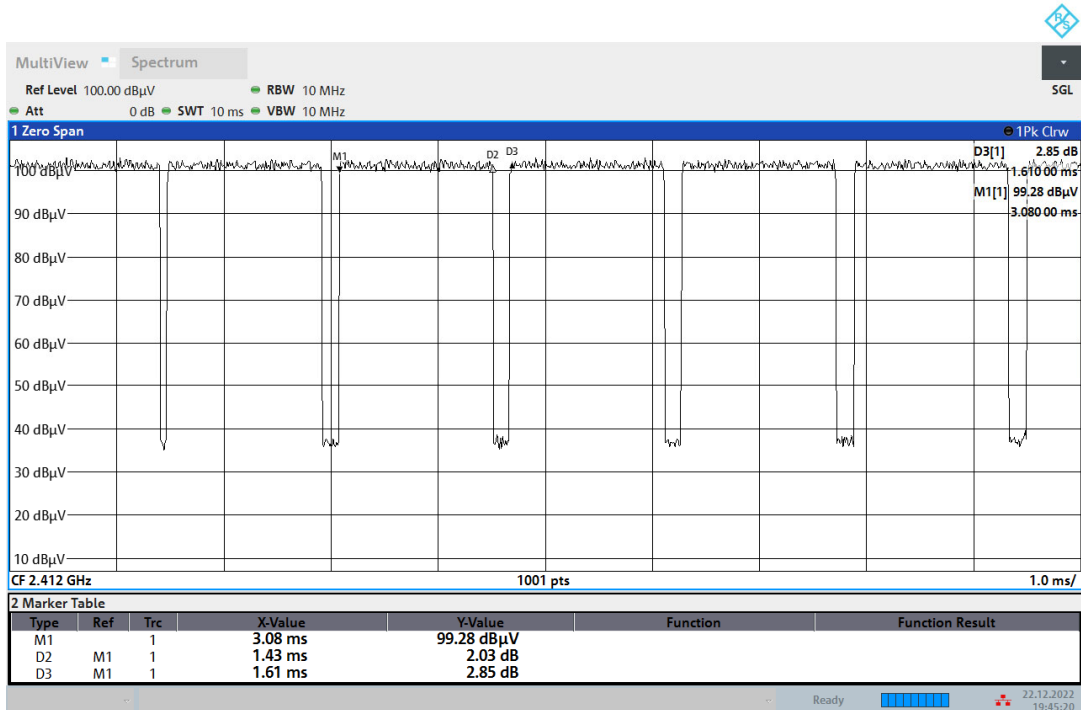 R&S
MultiView Spectrum
Ref Level 100.00 dBµV RBW 10 MHz SGL
Att 0 dB SWT 10 ms VBW 10 MHz
1 Zero Span 1Pk Clrw
M1 D2 D3 D3[1] 2.85 dB
100 dBµV 1.610 00 ms
M1[1] 99.28 dBµV
90 dBµV 3.080 00 ms
80 dBµV
70 dBµV
60 dBµV
50 dBµV
40 dBµV
30 dBµV
20 dBµV
10 dBµV
CF 2.412 GHz 1001 pts 1.0 ms/
2 Marker Table
Type Ref Trc X-Value Y-Value Function Function Result
M1 1 3.08 ms 99.28 dBµV
D2 M1 1 1.43 ms 2.03 dB
D3 M1 1 1.61 ms 2.85 dB
Ready 22.12.2022
19:45:20